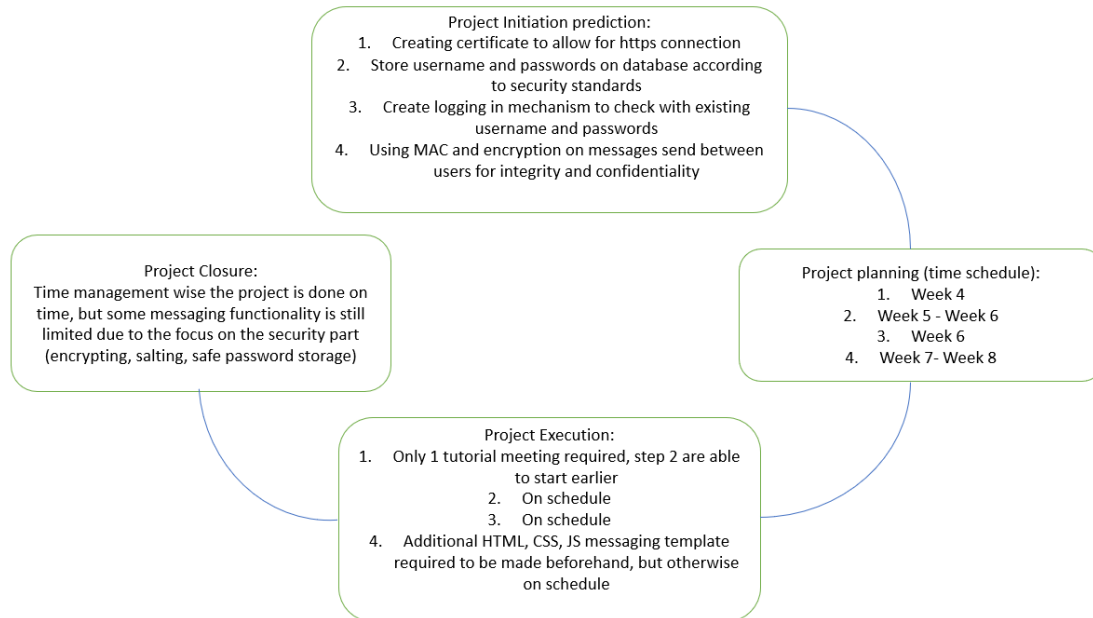 Project Initiation prediction:
1. Creating certificate to allow for https connection
2. Store username and passwords on database according
to security standards
3. Create logging in mechanism to check with existing
username and passwords
4. Using MAC and encryption on messages send between
users for integrity and confidentiality
Project planning (time schedule):
1. Week 4
2. Week 5 - Week 6
3. Week 6
4. Week 7- Week 8
Project Execution:
1. Only 1 tutorial meeting required, step 2 are able
to start earlier
2. On schedule
3. On schedule
4. Additional HTML, CSS, JS messaging template
required to be made beforehand, but otherwise
on schedule
Project Closure:
Time management wise the project is done on
time, but some messaging functionality is still
limited due to the focus on the security part
(encrypting, salting, safe password storage)